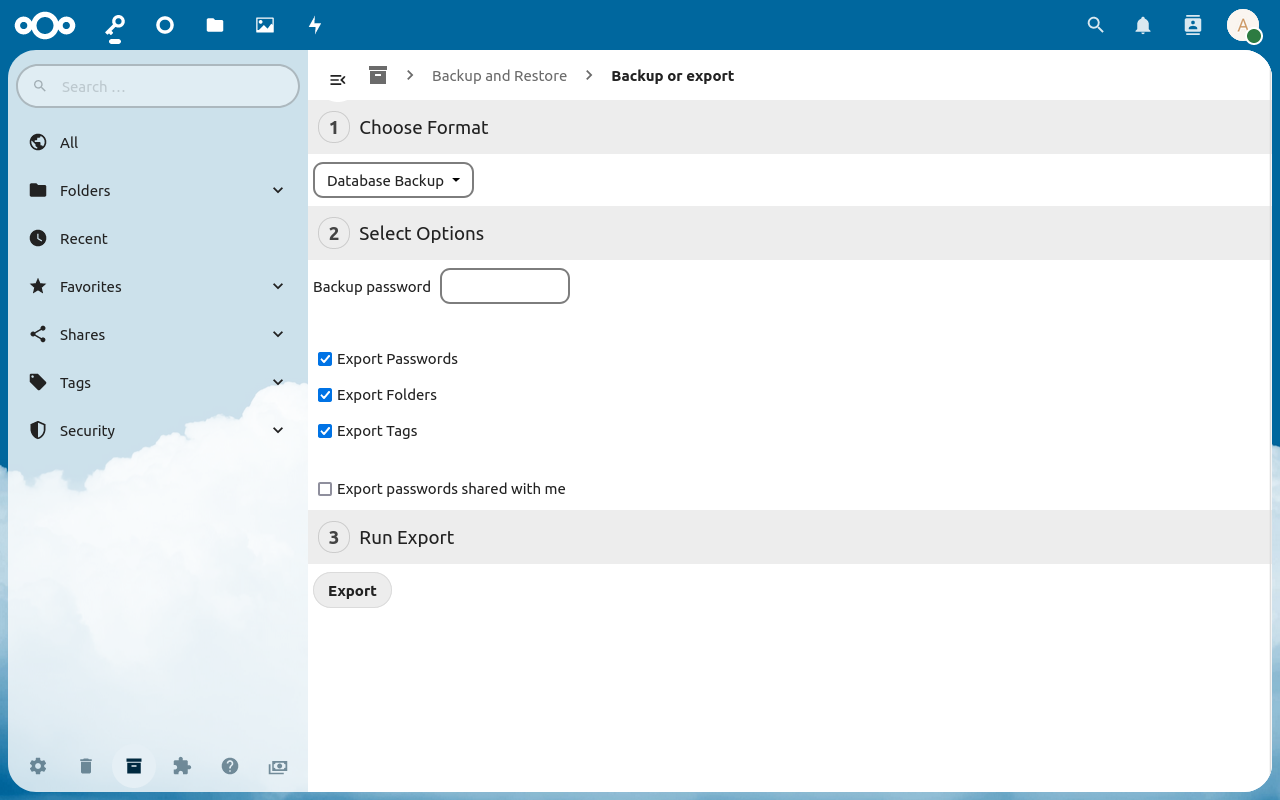 A
Search …
All
Folders
Recent
Favorites
Shares
Tags
Security
Backup and Restore
Backup or export
1 Choose Format
Database Backup
2 Select Options
Backup password
Export Passwords
Export Folders
Export Tags
Export passwords shared with me
3 Run Export
Export